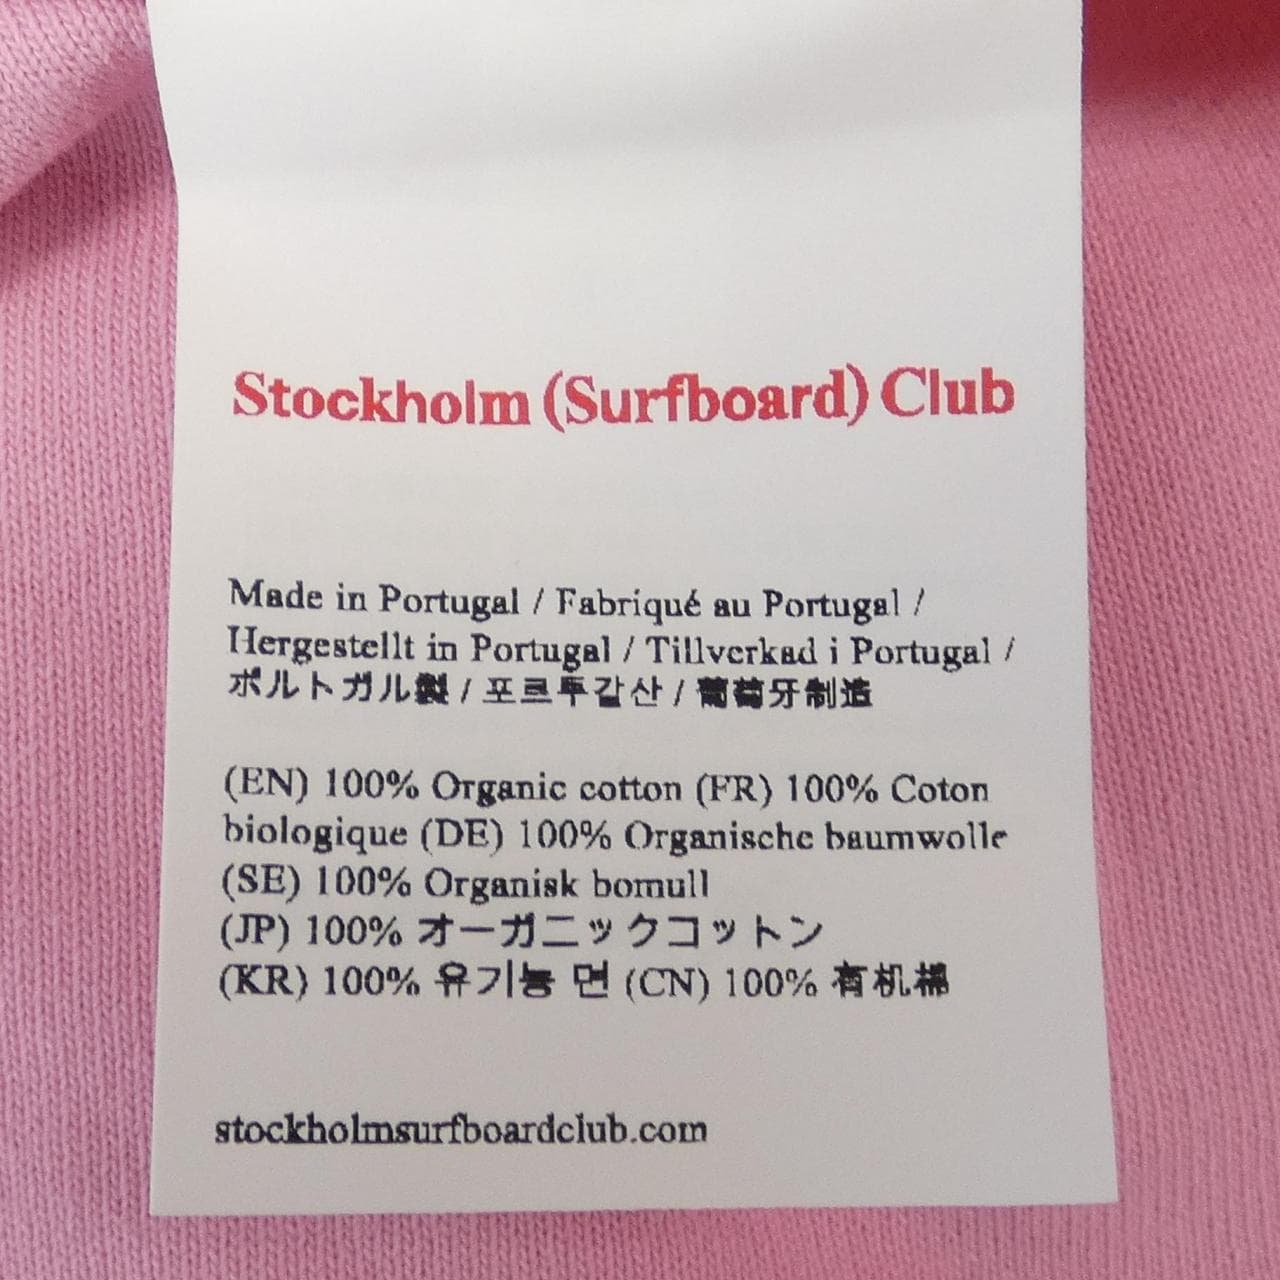 Stockholm (Surfboard) Club
Made in Portugal / Fabriqué au Portugal /
Hergestellt in Portugal / Tillverkad i Portugal /
ポルトガル製 / 포르투갈산 / 葡萄牙制造
(EN) 100% Organic cotton (FR) 100% Coton
biologique (DE) 100% Organische baumwolle
(SE) 100% Organisk bomull
(JP) 100% オーガニックコットン
(KR) 100% 유기농 면 (CN) 100% 有机棉
stockholmsurfboardclub.com